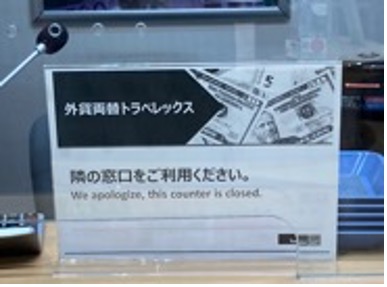 外貨両替トラベレックス
5
隣の窓口をご利用ください。
We apologize, this counter is closed.